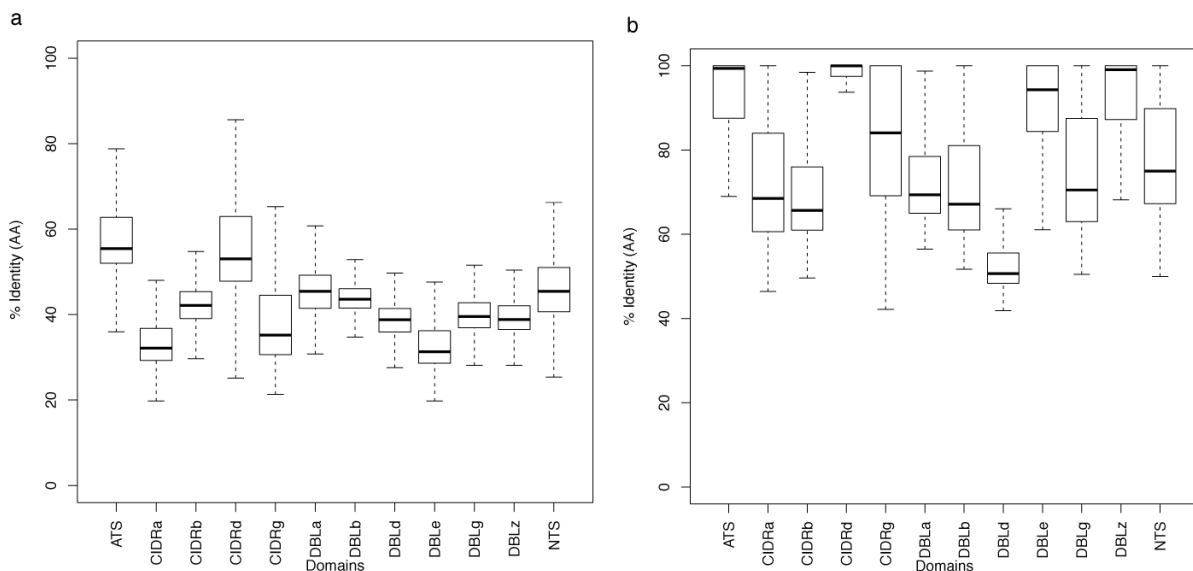 a
% Identity (AA)
100
80
60
40
20
0
ATS
CIDRa
CIDRb
CIDRd
CIDRg
DBLa
DBLb
DBLd
DBLe
DBLg
DBLz
NTS
Domains
b
% Identity (AA)
100
80
60
40
20
0
ATS
CIDRa
CIDRb
CIDRd
CIDRg
DBLa
DBLb
DBLd
DBLe
DBLg
DBLz
NTS
Domains